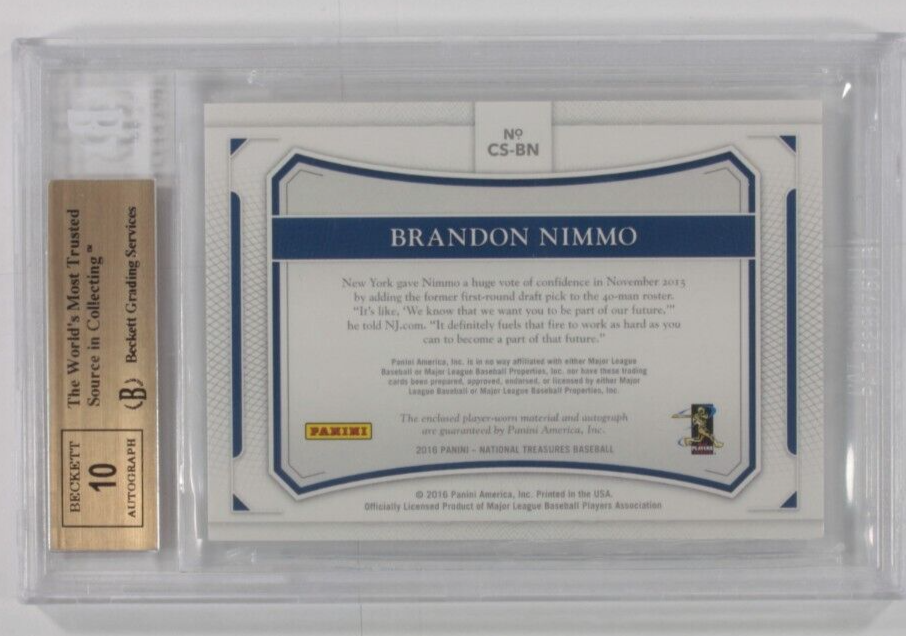 The World's Most Trusted
Source in Collecting™
(B) Beckett Grading Services
BECKETT
10
AUTOGRAPH
Nº
CS-BN
BRANDON NIMMO
New York gave Nimmo a huge vote of confidence in November 2015
by adding the former first-round draft pick to the 40-man roster.
"It's like, 'We know that we want you to be part of our future,'"
he told NJ.com. "It definitely fuels that fire to work as hard as you
can to become a part of that future."
Panini America, Inc. is in no way affiliated with either Major League
Baseball or Major League Baseball Properties, Inc. nor have these trading
cards been prepared, approved, endorsed, or licensed by either Major
League Baseball or Major League Baseball Properties, Inc.
The enclosed player-worn material and autograph
are guaranteed by Panini America, Inc.
PANINI
PLAYERS
2016 PANINI – NATIONAL TREASURES BASEBALL
© 2016 Panini America, Inc. Printed in the USA.
Officially Licensed Product of Major League Baseball Players Association